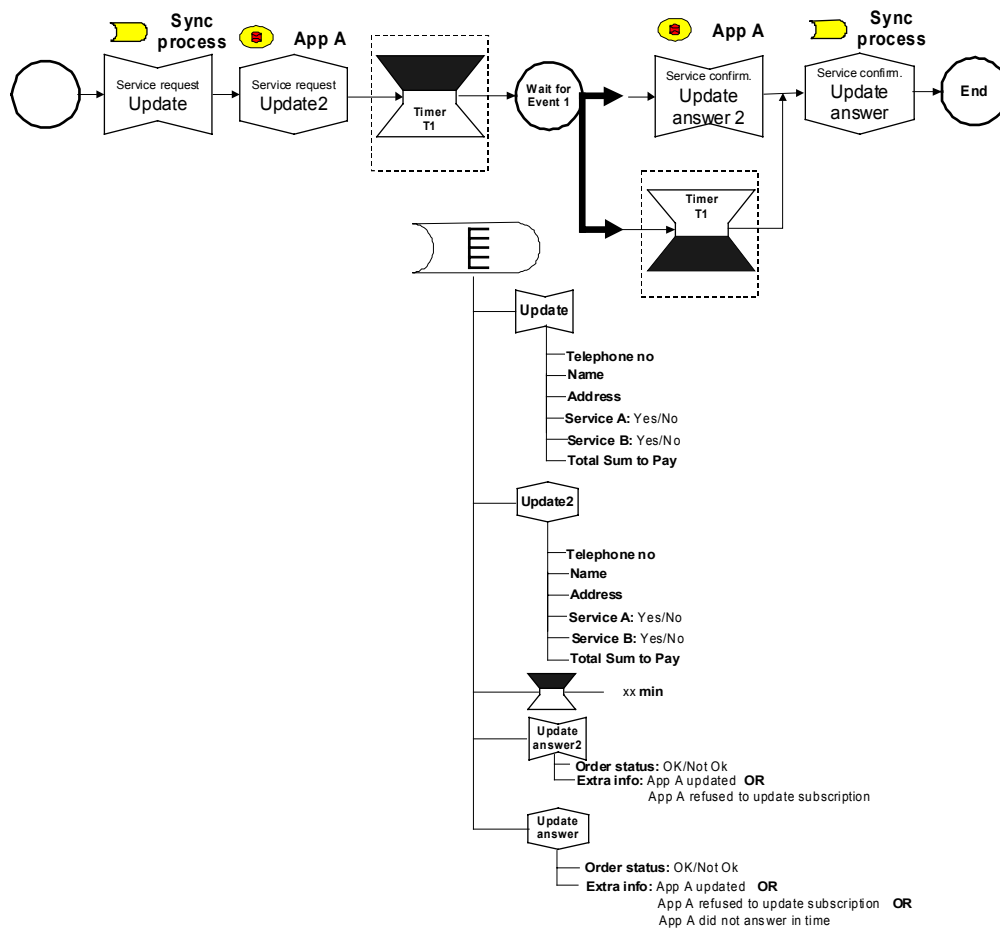 Sync
process
App A
App A
Sync
process
Service request
Update
Service request
Update2
Timer
T1
Wait for
Event 1
Service confirm.
Update
answer 2
Service confirm.
Update
answer
End
Timer
T1
Update
Telephone no
Name
Address
Service A: Yes/No
Service B: Yes/No
Total Sum to Pay
Update2
Telephone no
Name
Address
Service A: Yes/No
Service B: Yes/No
Total Sum to Pay
xx min
Update
answer2
Order status: OK/Not Ok
Extra info: App A updated OR
App A refused to update subscription
Update
answer
Order status: OK/Not Ok
Extra info: App A updated OR
App A refused to update subscription OR
App A did not answer in time